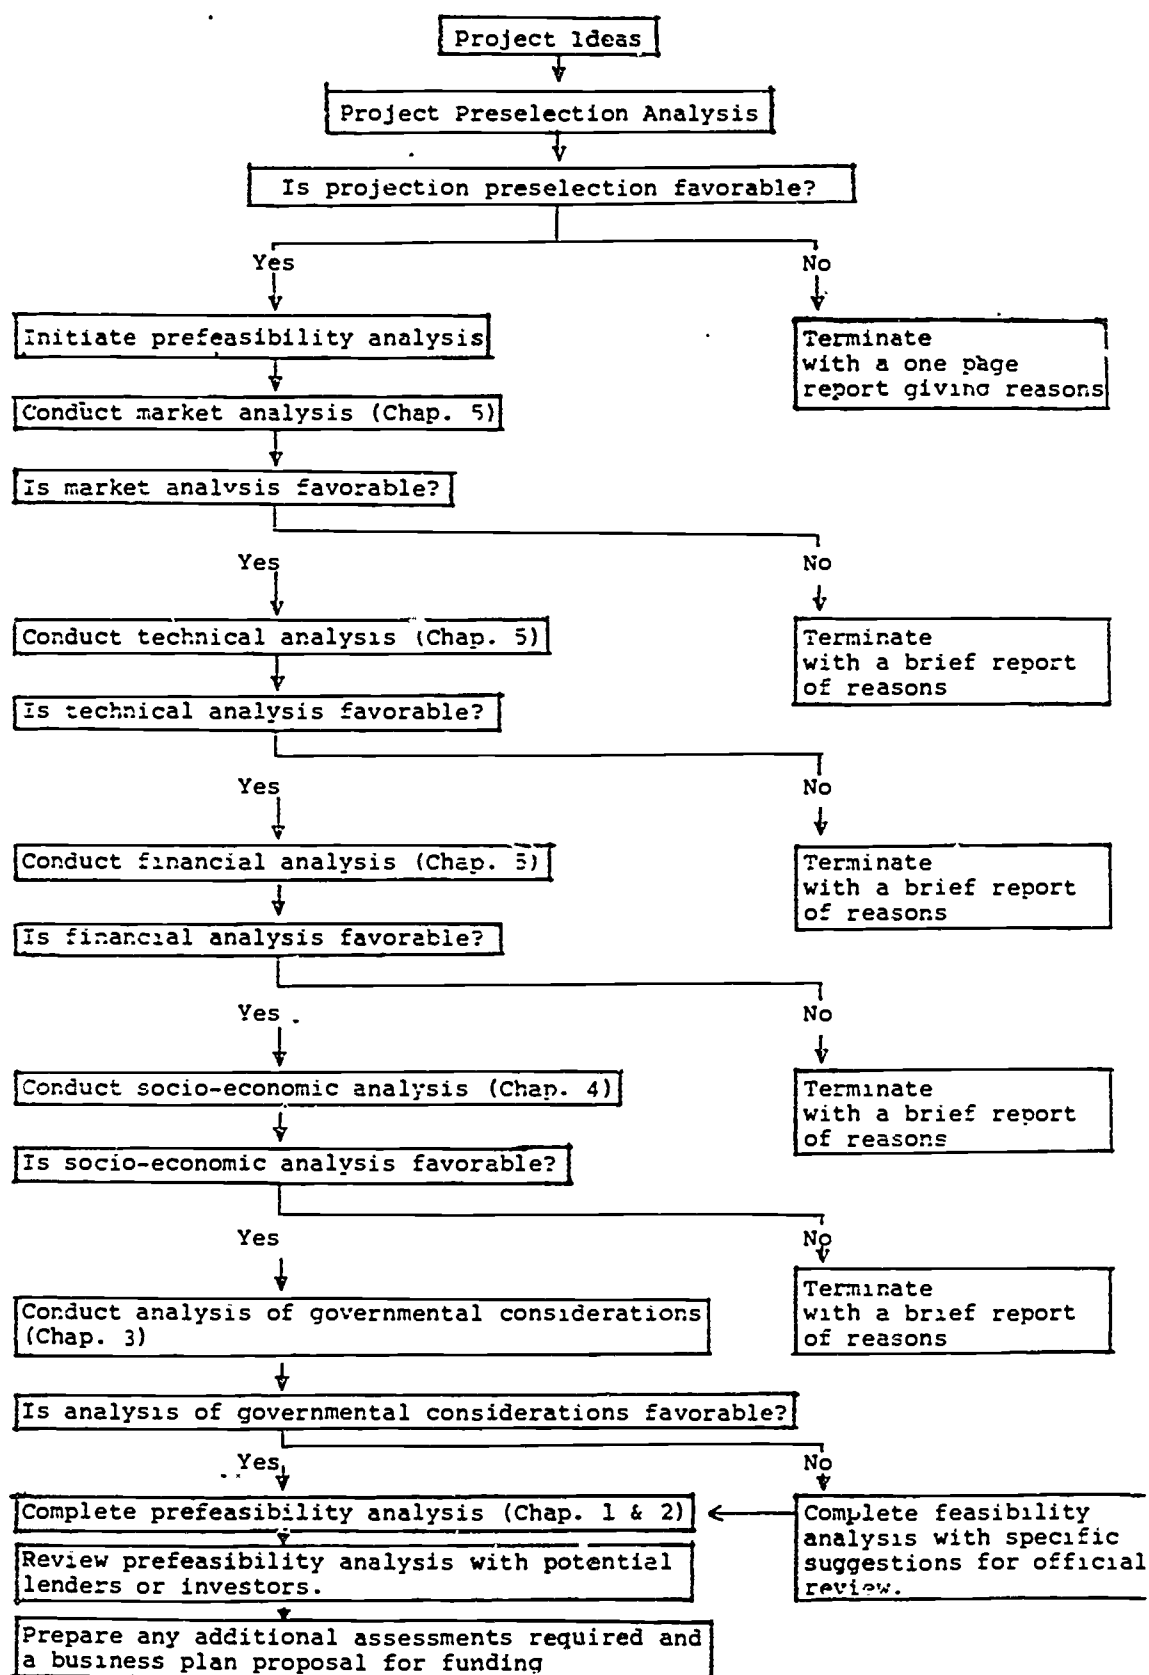 Project Ideas
Project Preselection Analysis
Is projection preselection favorable?
Yes
No
Initiate prefeasibility analysis
Terminate
with a one page
report giving reasons
Conduct market analysis (Chap. 5)
Is market analysis favorable?
Yes
No
Conduct technical analysis (Chap. 5)
Terminate
with a brief report
of reasons
Is technical analysis favorable?
Yes
No
Conduct financial analysis (Chap. 5)
Terminate
with a brief report
of reasons
Is financial analysis favorable?
Yes
No
Conduct socio-economic analysis (Chap. 4)
Terminate
with a brief report
of reasons
Is socio-economic analysis favorable?
Yes
No
Conduct analysis of governmental considerations
(Chap. 3)
Terminate
with a brief report
of reasons
Is analysis of governmental considerations favorable?
Yes
No
Complete prefeasibility analysis (Chap. 1 & 2)
Complete feasibility
analysis with specific
suggestions for official
review.
Review prefeasibility analysis with potential
lenders or investors.
Prepare any additional assessments required and
a business plan proposal for funding